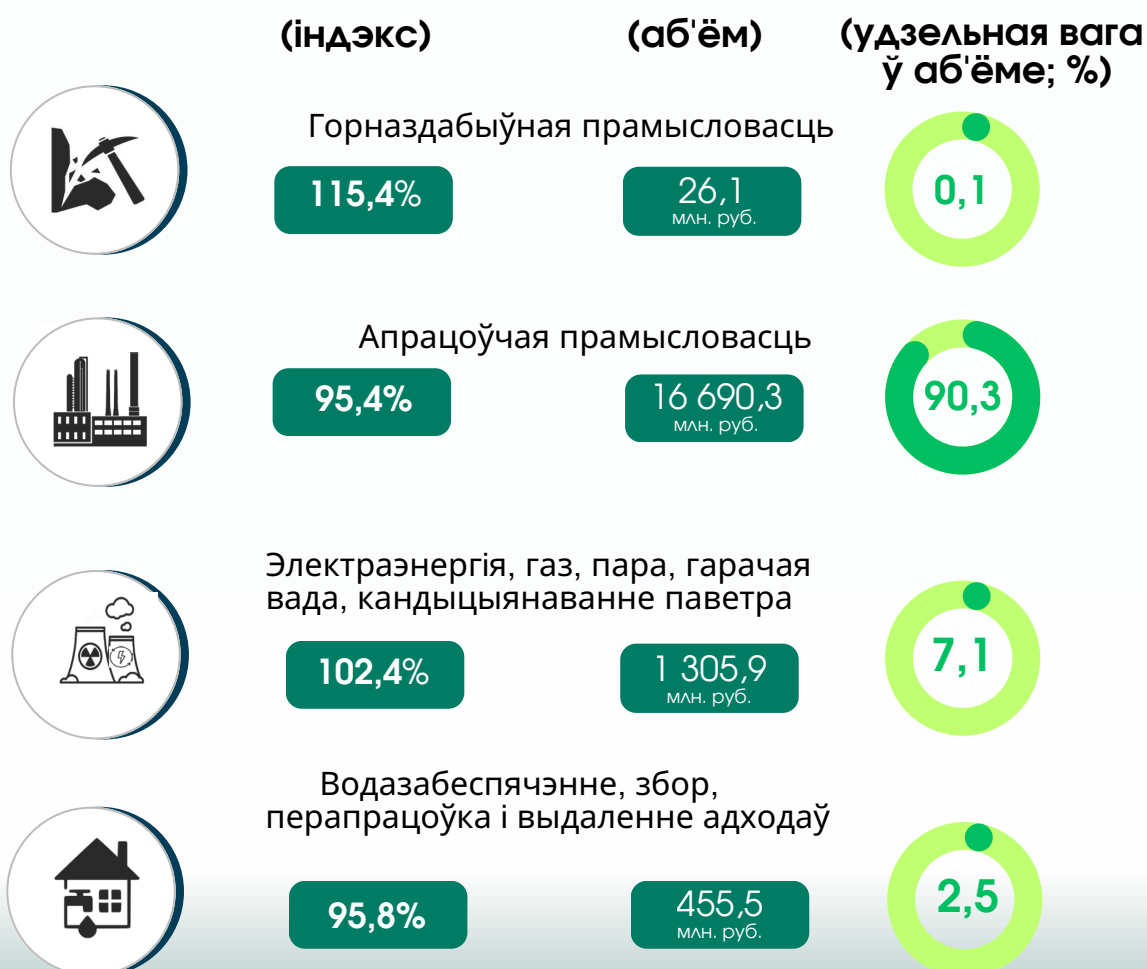 (індэкс)
(аб'ём)
(удзельная вага
ў аб'ёме; %)
Горназдабыўная прамысловасць
115,4%
26,1
млн. руб.
0,1
Апрацоўчая прамысловасць
95,4%
16 690,3
млн. руб.
90,3
Электраэнергія, газ, пара, гарачая
вада, кандыцыянаванне паветра
102,4%
1 305,9
млн. руб.
7,1
Водазабеспячэнне, збор,
перапрацоўка і выдаленне адходаў
95,8%
455,5
млн. руб.
2,5